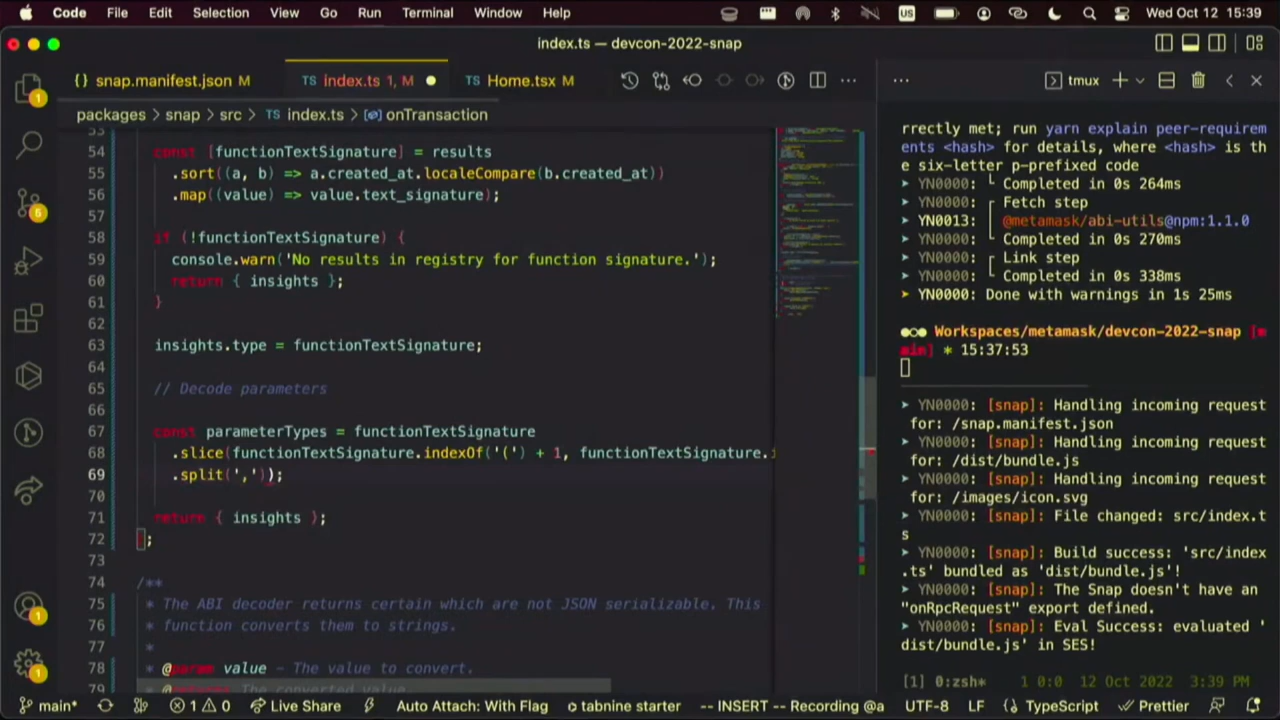 Code File Edit Selection View Go Run Terminal Window Help US Wed Oct 12 15:39
index.ts — devcon-2022-snap
{} snap.manifest.json M TS index.ts 1, M TS Home.tsx M
packages > snap > src > TS index.ts > onTransaction
54 const [functionTextSignature] = results
55 .sort((a, b) => a.created_at.localeCompare(b.created_at))
56 .map((value) => value.text_signature);
57
58 if (!functionTextSignature) {
59 console.warn('No results in registry for function signature.');
60 return { insights };
61 }
62
63 insights.type = functionTextSignature;
64
65 // Decode parameters
66
67 const parameterTypes = functionTextSignature
68 .slice(functionTextSignature.indexOf('(') + 1, functionTextSignature.i
69 .split(','));
70
71 return { insights };
72 };
73
74 /**
75 * The ABI decoder returns certain which are not JSON serializable. This
76 * function converts them to strings.
77 *
78 * @param value - The value to convert.
79 * @returns The converted value.
tmux
rrectly met; run yarn explain peer-requirem
ents <hash> for details, where <hash> is th
e six-letter p-prefixed code
➤ YN0000: └ Completed in 0s 264ms
➤ YN0000: ┌ Fetch step
➤ YN0013: │ @metamask/abi-utils@npm:1.1.0
➤ YN0000: └ Completed in 0s 270ms
➤ YN0000: ┌ Link step
➤ YN0000: └ Completed in 0s 338ms
➤ YN0000: Done with warnings in 1s 25ms
Workspaces/metamask/devcon-2022-snap [m
ain] * 15:37:53
➤ YN0000: [snap]: Handling incoming request
for: /snap.manifest.json
➤ YN0000: [snap]: Handling incoming request
for: /dist/bundle.js
➤ YN0000: [snap]: Handling incoming request
for: /images/icon.svg
➤ YN0000: [snap]: File changed: src/index.t
s
➤ YN0000: [snap]: Build success: 'src/index
.ts' bundled as 'dist/bundle.js'!
➤ YN0000: [snap]: The Snap doesn't have an
"onRpcRequest" export defined.
➤ YN0000: [snap]: Eval Success: evaluated '
dist/bundle.js' in SES!
[1] 0:zsh* 1 0:0 12 Oct 2022 3:39 PM
main* 1 0 Live Share Auto Attach: With Flag tabnine starter -- INSERT -- Recording @a UTF-8 LF {} TypeScript Prettier